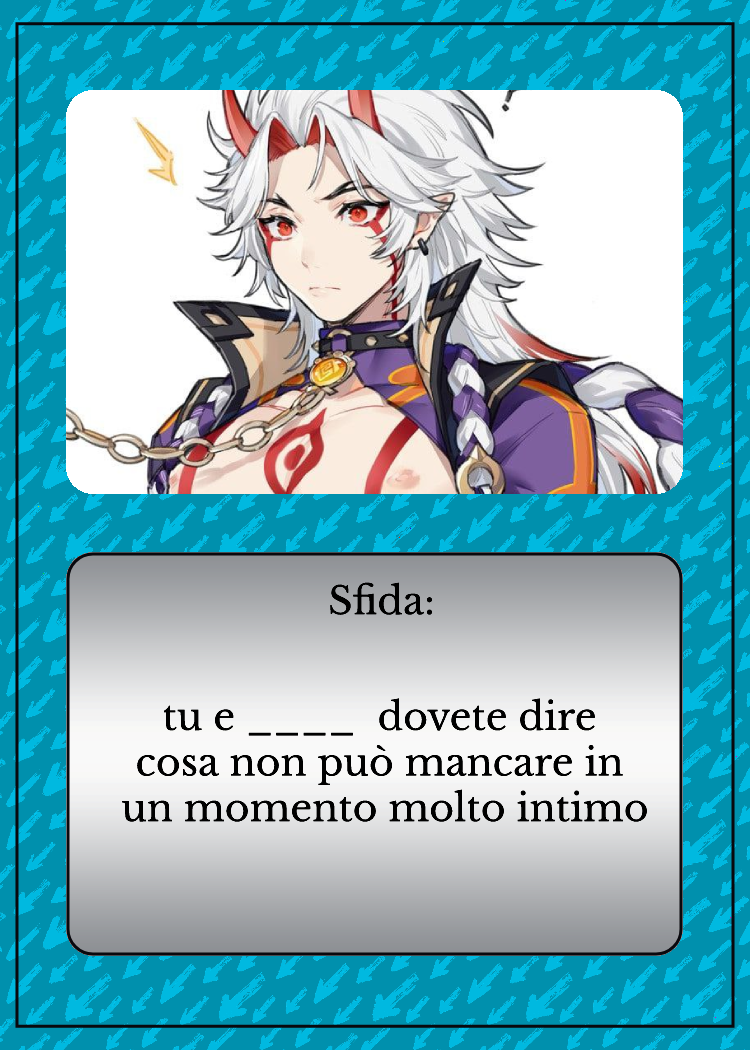 Sfida:
tu e ____ dovete dire
cosa non può mancare in
un momento molto intimo